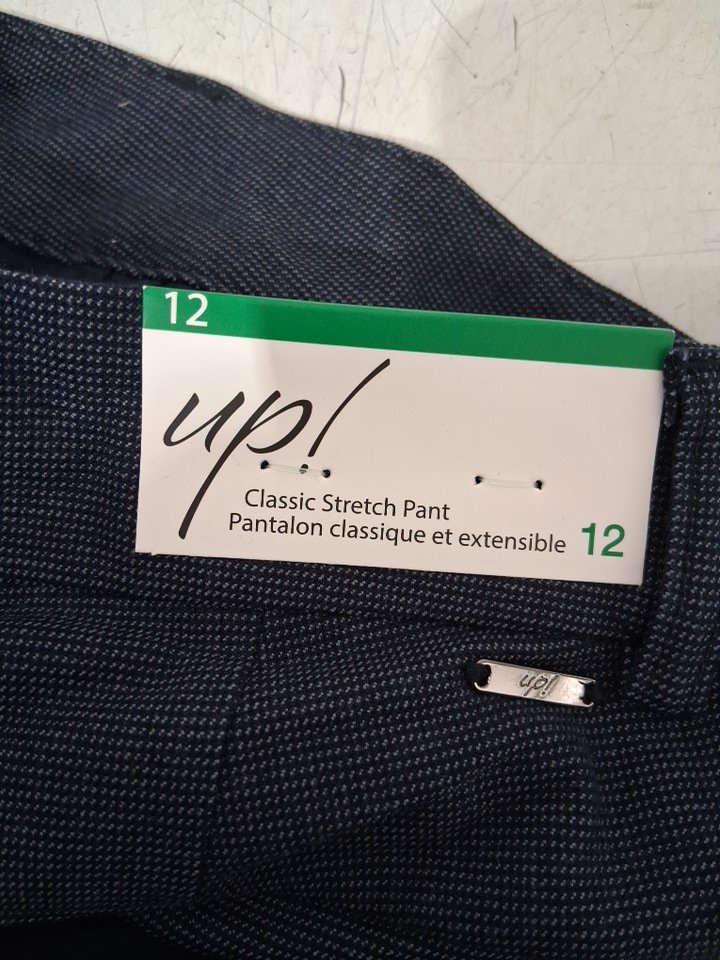 12
up!
Classic Stretch Pant
Pantalon classique et extensible 12
up!